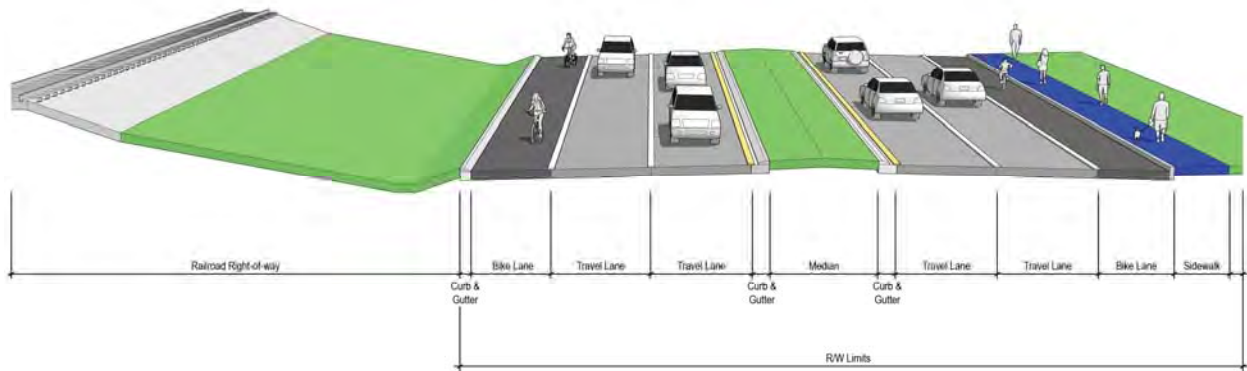 Railroad Right-of-way
Bike Lane
Travel Lane
Travel Lane
Median
Travel Lane
Travel Lane
Bike Lane
Sidewalk
Curb &
Gutter
Curb &
Gutter
Curb &
Gutter
R/W Limits